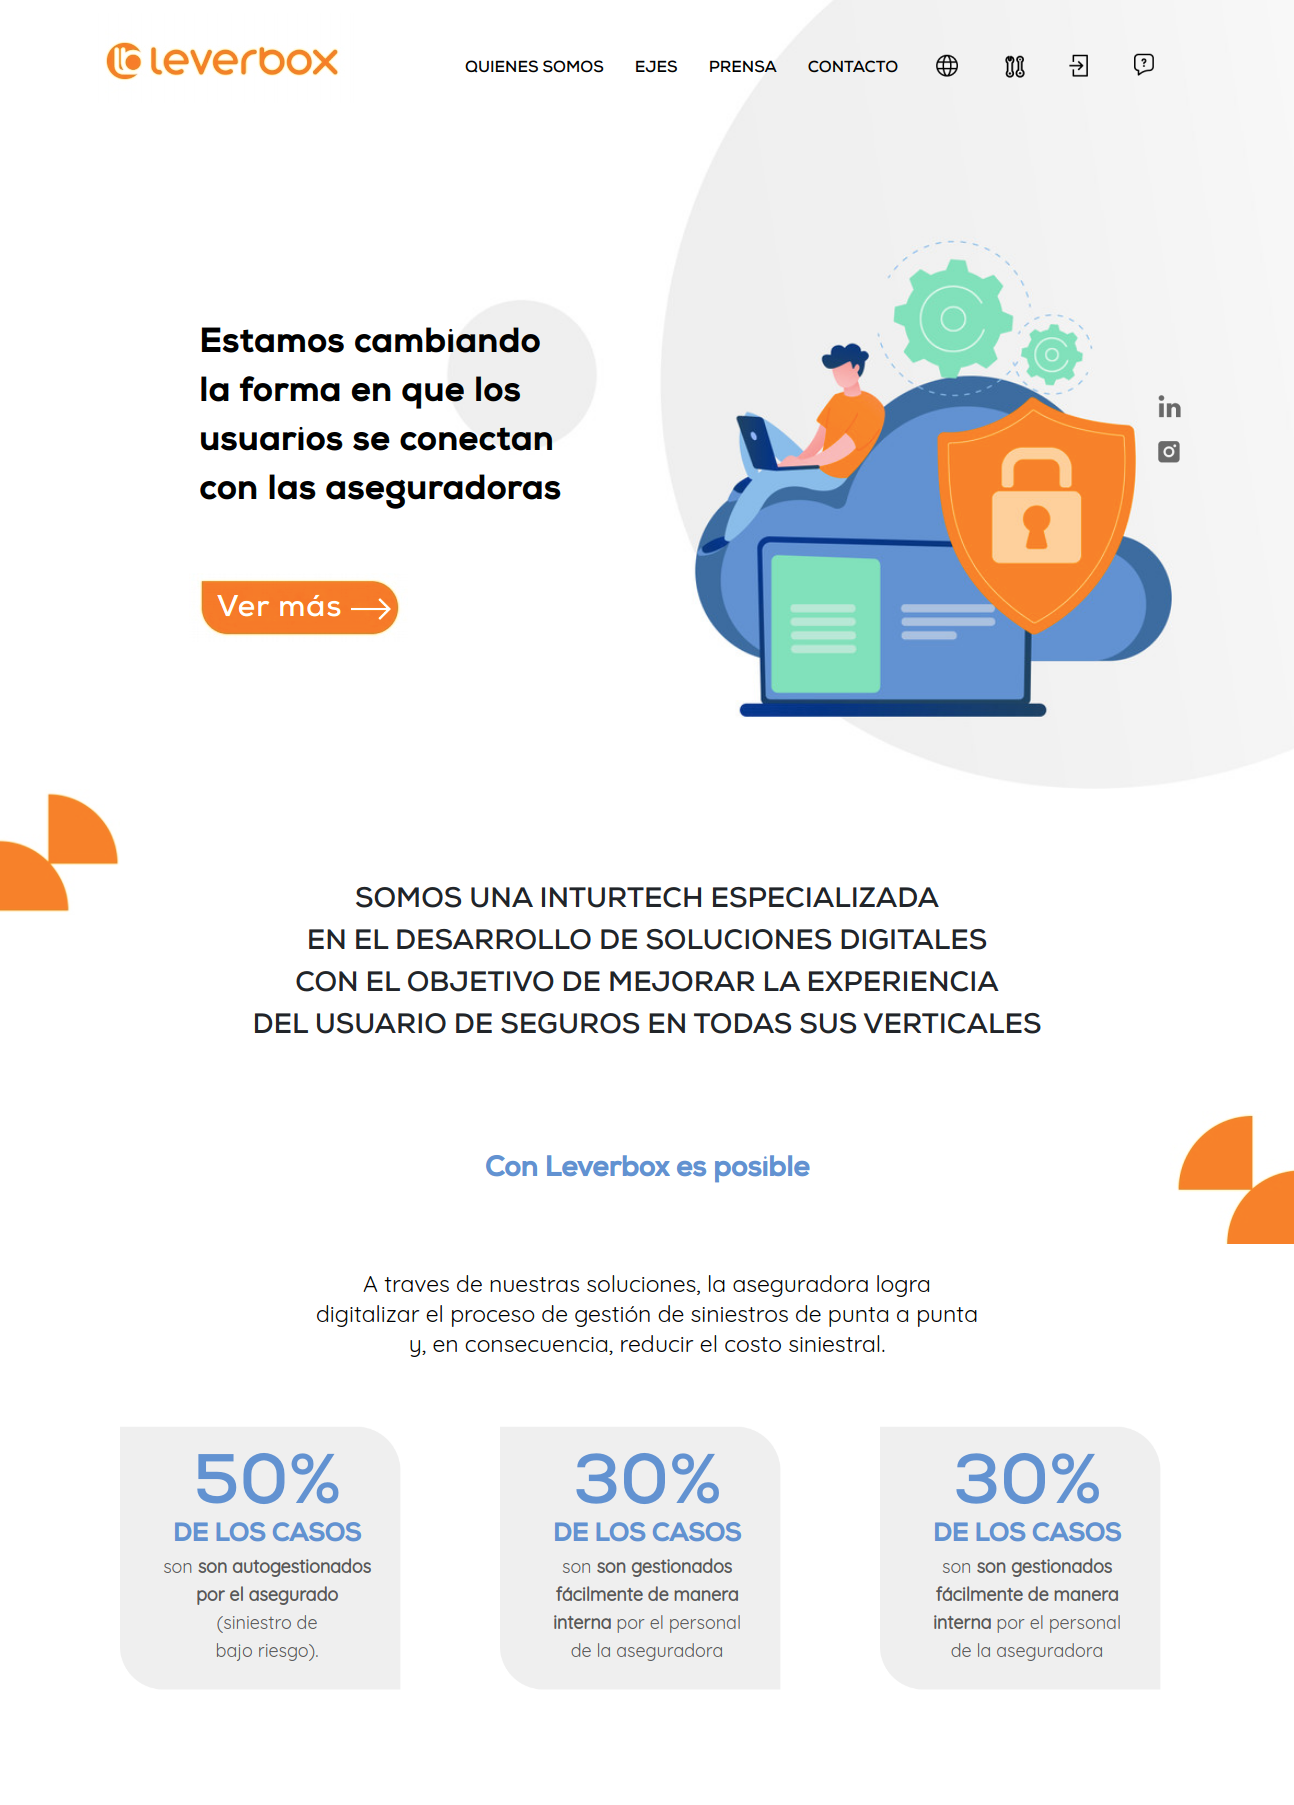 leverbox
QUIENES SOMOS
EJES
PRENSA
CONTACTO
?
Estamos cambiando
la forma en que los
usuarios se conectan
con las aseguradoras
in
Ver más
SOMOS UNA INTURTECH ESPECIALIZADA
EN EL DESARROLLO DE SOLUCIONES DIGITALES
CON EL OBJETIVO DE MEJORAR LA EXPERIENCIA
DEL USUARIO DE SEGUROS EN TODAS SUS VERTICALES
Con Leverbox es posible
A traves de nuestras soluciones, la aseguradora logra
digitalizar el proceso de gestión de siniestros de punta a punta
y, en consecuencia, reducir el costo siniestral.
50%
DE LOS CASOS
son son autogestionados
por el asegurado
(siniestro de
bajo riesgo).
30%
DE LOS CASOS
son son gestionados
fácilmente de manera
interna por el personal
de la aseguradora
30%
DE LOS CASOS
son son gestionados
fácilmente de manera
interna por el personal
de la aseguradora